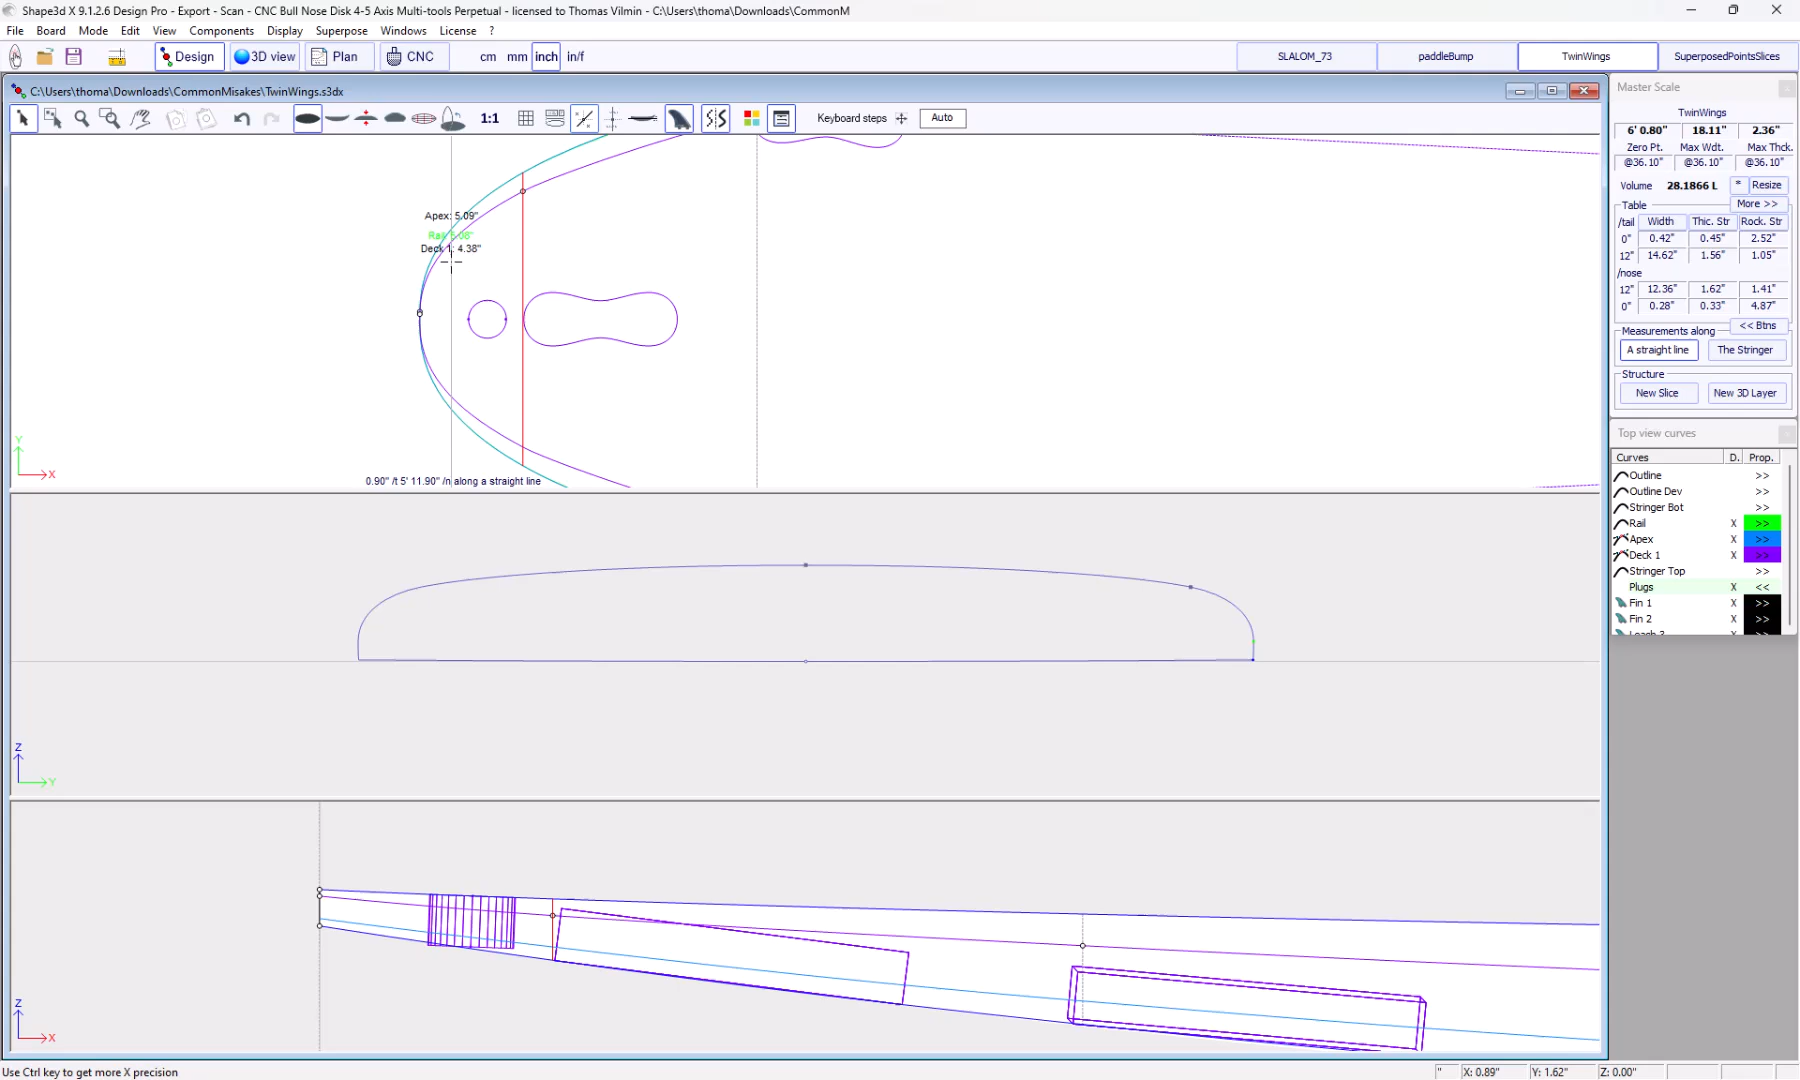 Shape3d X 9.1.2.6 Design Pro - Export - Scan - CNC Bull Nose Disk 4-5 Axis Multi-tools Perpetual - licensed to Thomas Vilmin - C:\Users\thoma\Downloads\CommonM
File Board Mode Edit View Components Display Superpose Windows License ?
Design 3D view Plan CNC cm mm inch in/f SLALOM_73 paddleBump TwinWings SuperposedPointsSlices
C:\Users\thoma\Downloads\CommonMisakes\TwinWings.s3dx
1:1 Keyboard steps Auto
Apex: 5.09"
Deck 1: 4.38"
0.90" /t 5' 11.90" /n along a straight line
Y
X
Z
Y
Z
X
Master Scale
TwinWings
6' 0.80" 18.11" 2.36"
Zero Pt. Max Wdt. Max Thck.
@36.10" @36.10" @36.10"
Volume 28.1866 L * Resize
Table More >>
/tail Width Thic. Str Rock. Str
0" 0.42" 0.45" 2.52"
12" 14.62" 1.56" 1.05"
/nose
12" 12.36" 1.62" 1.41"
0" 0.28" 0.33" 4.87"
Measurements along << Btns
A straight line The Stringer
Structure
New Slice New 3D Layer
Top view curves
Curves D. Prop.
Outline >>
Outline Dev >>
Stringer Bot >>
Rail X >>
Apex X >>
Deck 1 X >>
Stringer Top >>
Plugs X <<
Fin 1 X >>
Fin 2 X >>
Use Ctrl key to get more X precision " X: 0.89" Y: 1.62" Z: 0.00"